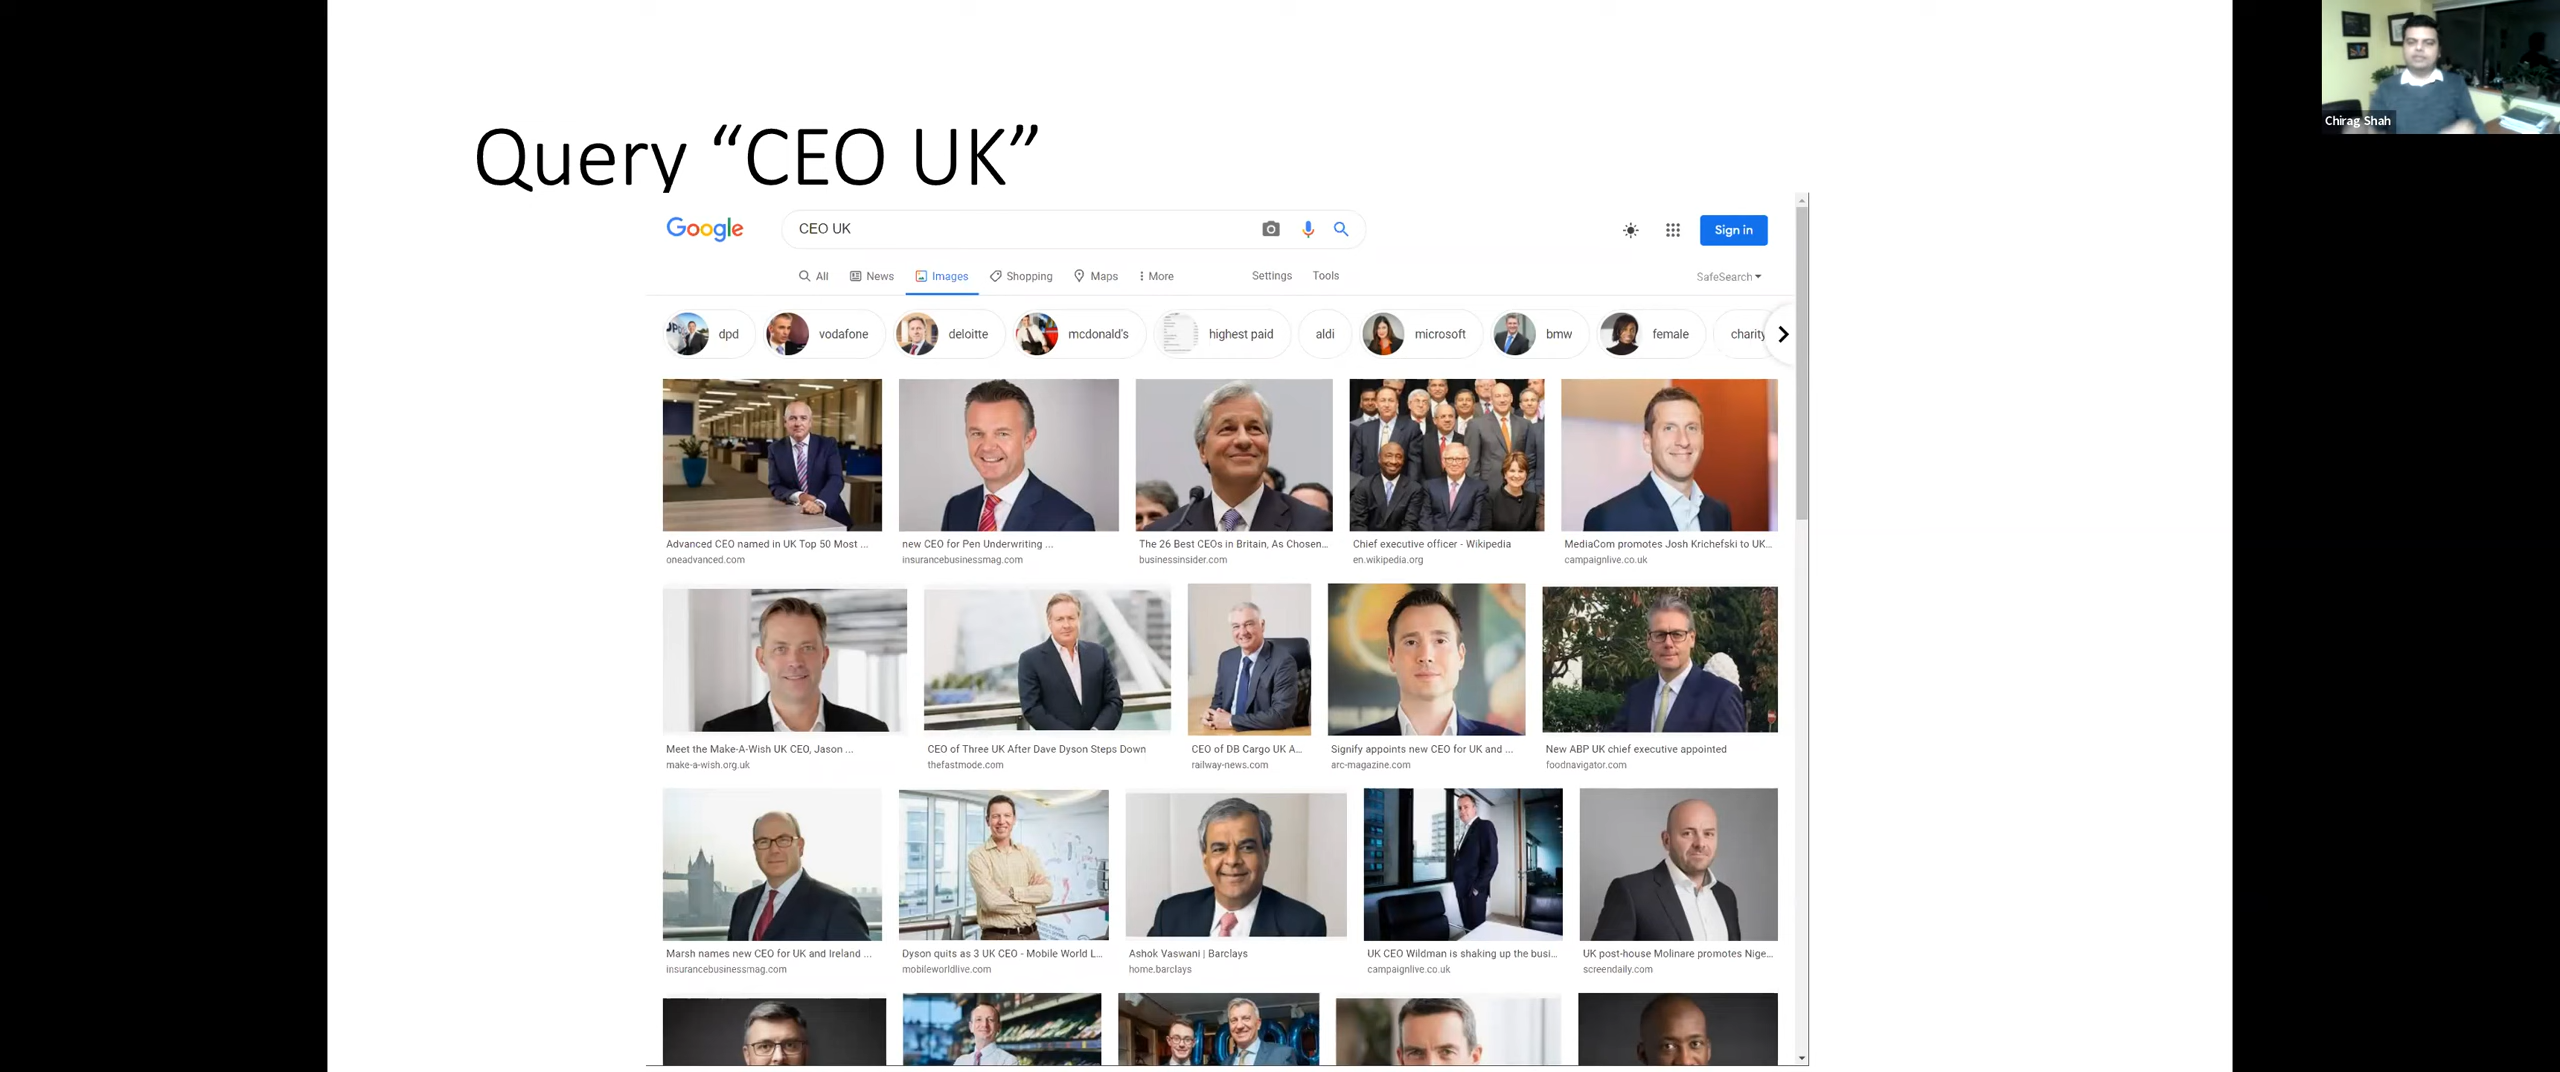 Query “CEO UK”
Chirag Shah
Google
CEO UK
Sign in
All News Images Shopping Maps More Settings Tools SafeSearch
dpd vodafone deloitte mcdonald's highest paid aldi microsoft bmw female charity
Advanced CEO named in UK Top 50 Most ...
oneadvanced.com
new CEO for Pen Underwriting ...
insurancebusinessmag.com
The 26 Best CEOs in Britain, As Chosen...
businessinsider.com
Chief executive officer - Wikipedia
en.wikipedia.org
MediaCom promotes Josh Krichefski to UK...
campaignlive.co.uk
Meet the Make-A-Wish UK CEO, Jason ...
make-a-wish.org.uk
CEO of Three UK After Dave Dyson Steps Down
thefastmode.com
CEO of DB Cargo UK A...
railway-news.com
Signify appoints new CEO for UK and ...
arc-magazine.com
New ABP UK chief executive appointed
foodnavigator.com
Marsh names new CEO for UK and Ireland ...
insurancebusinessmag.com
Dyson quits as 3 UK CEO - Mobile World L...
mobileworldlive.com
Ashok Vaswani | Barclays
home.barclays
UK CEO Wildman is shaking up the busi...
campaignlive.co.uk
UK post-house Molinare promotes Nige...
screendaily.com